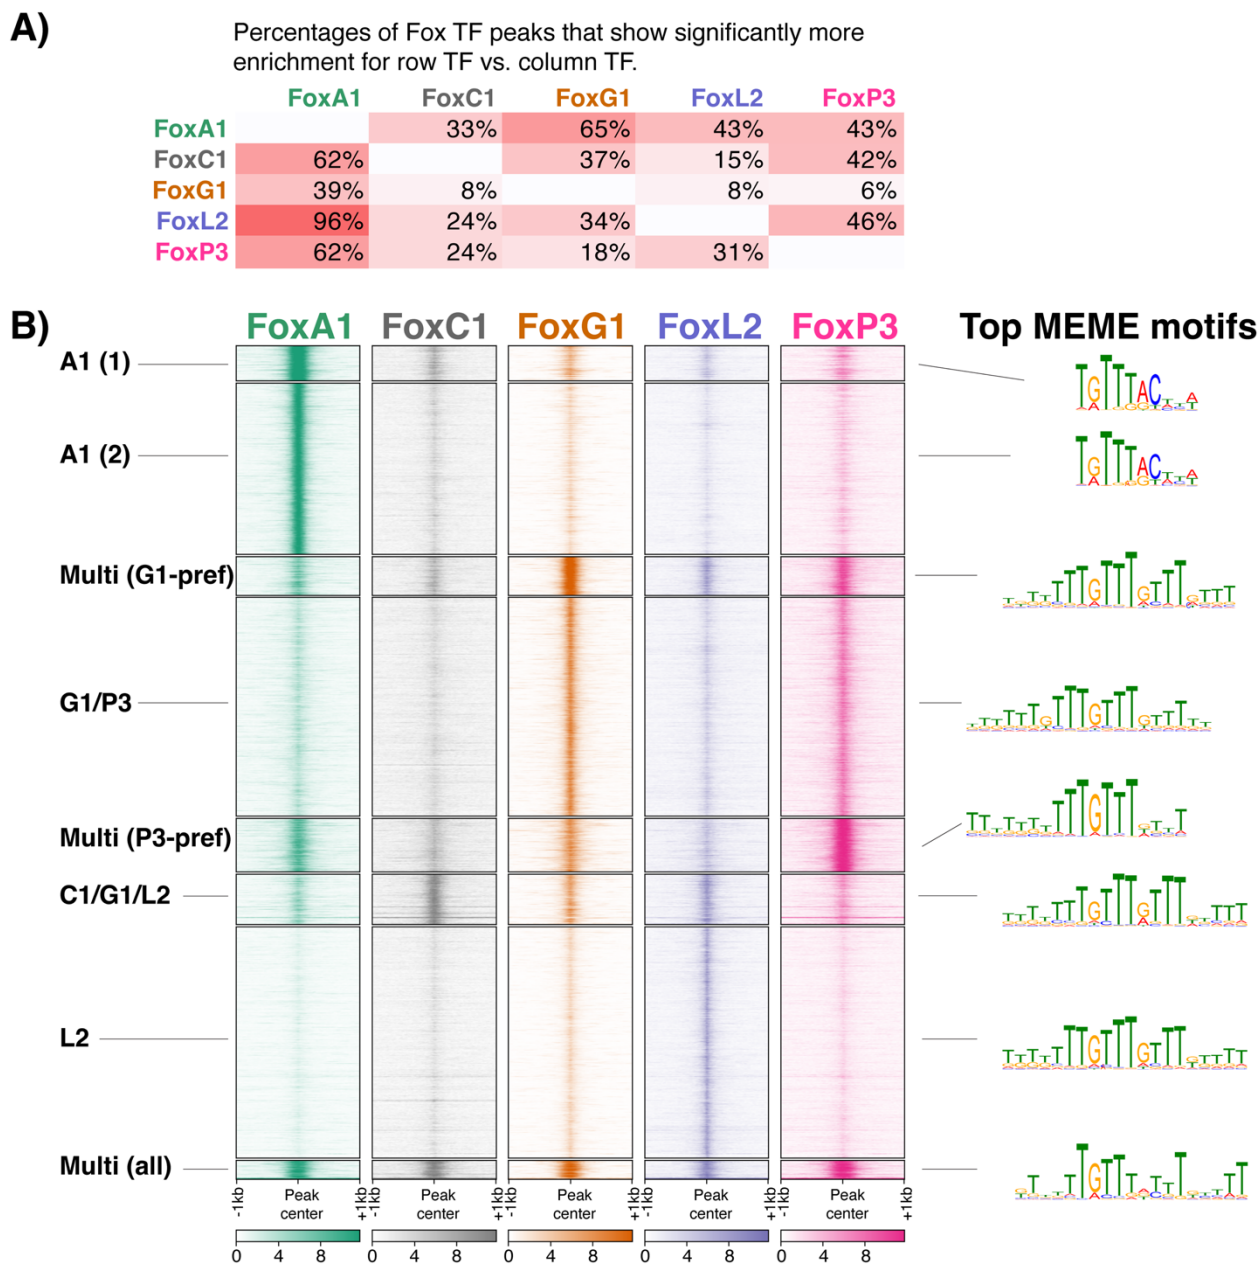 A)
Percentages of Fox TF peaks that show significantly more
enrichment for row TF vs. column TF.
FoxA1 FoxC1 FoxG1 FoxL2 FoxP3
FoxA1 33% 65% 43% 43%
FoxC1 62% 37% 15% 42%
FoxG1 39% 8% 8% 6%
FoxL2 96% 24% 34% 46%
FoxP3 62% 24% 18% 31%
B)
FoxA1 FoxC1 FoxG1 FoxL2 FoxP3 Top MEME motifs
A1 (1)
A1 (2)
Multi (G1-pref)
G1/P3
Multi (P3-pref)
C1/G1/L2
L2
Multi (all)
-1kb Peak center +1kb -1kb Peak center +1kb -1kb Peak center +1kb -1kb Peak center +1kb -1kb Peak center +1kb
0 4 8 0 4 8 0 4 8 0 4 8 0 4 8